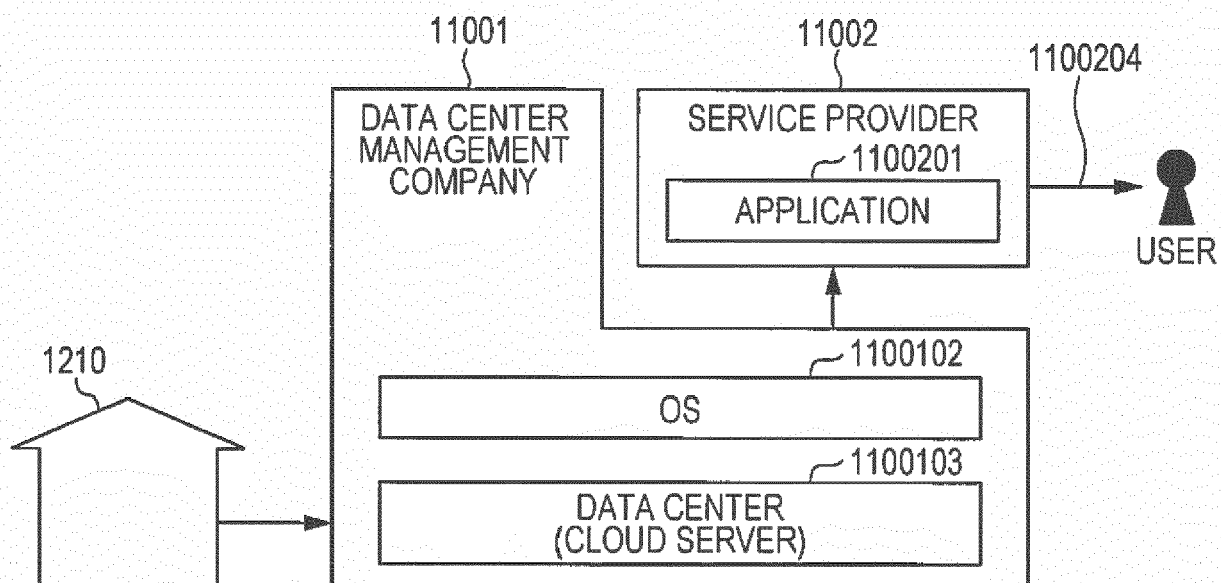 11001
11002
1100204
DATA CENTER
MANAGEMENT
COMPANY
SERVICE PROVIDER
1100201
APPLICATION
USER
1210
1100102
OS
1100103
DATA CENTER
(CLOUD SERVER)